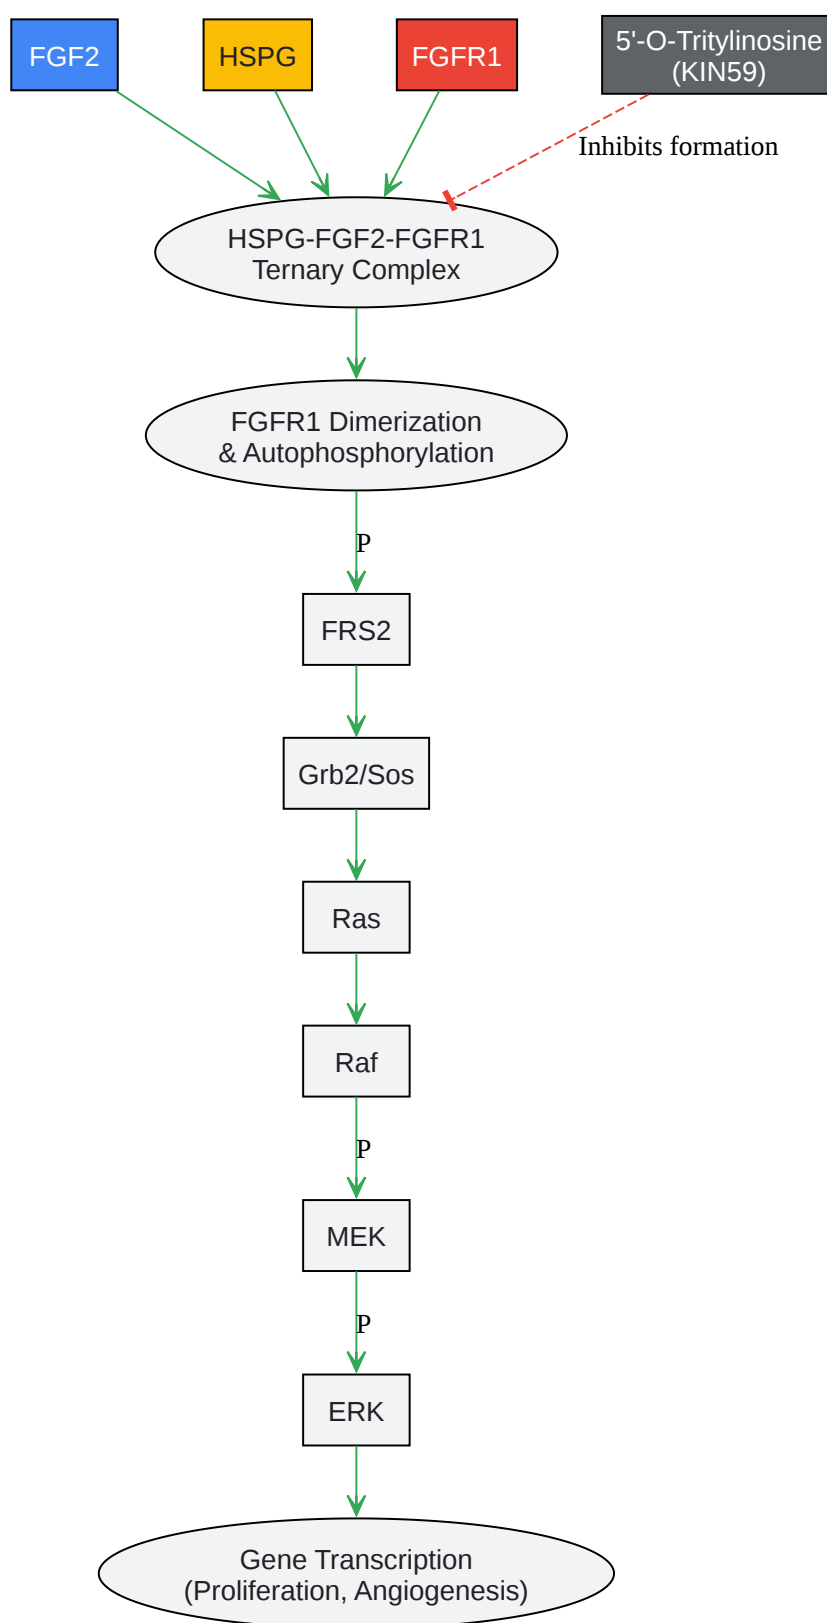 FGF2
HSPG
FGFR1
5'-O-Tritylinosine
(KIN59)
Inhibits formation
HSPG-FGF2-FGFR1
Ternary Complex
FGFR1 Dimerization
& Autophosphorylation
P
FRS2
Grb2/Sos
Ras
Raf
P
MEK
P
ERK
Gene Transcription
(Proliferation, Angiogenesis)